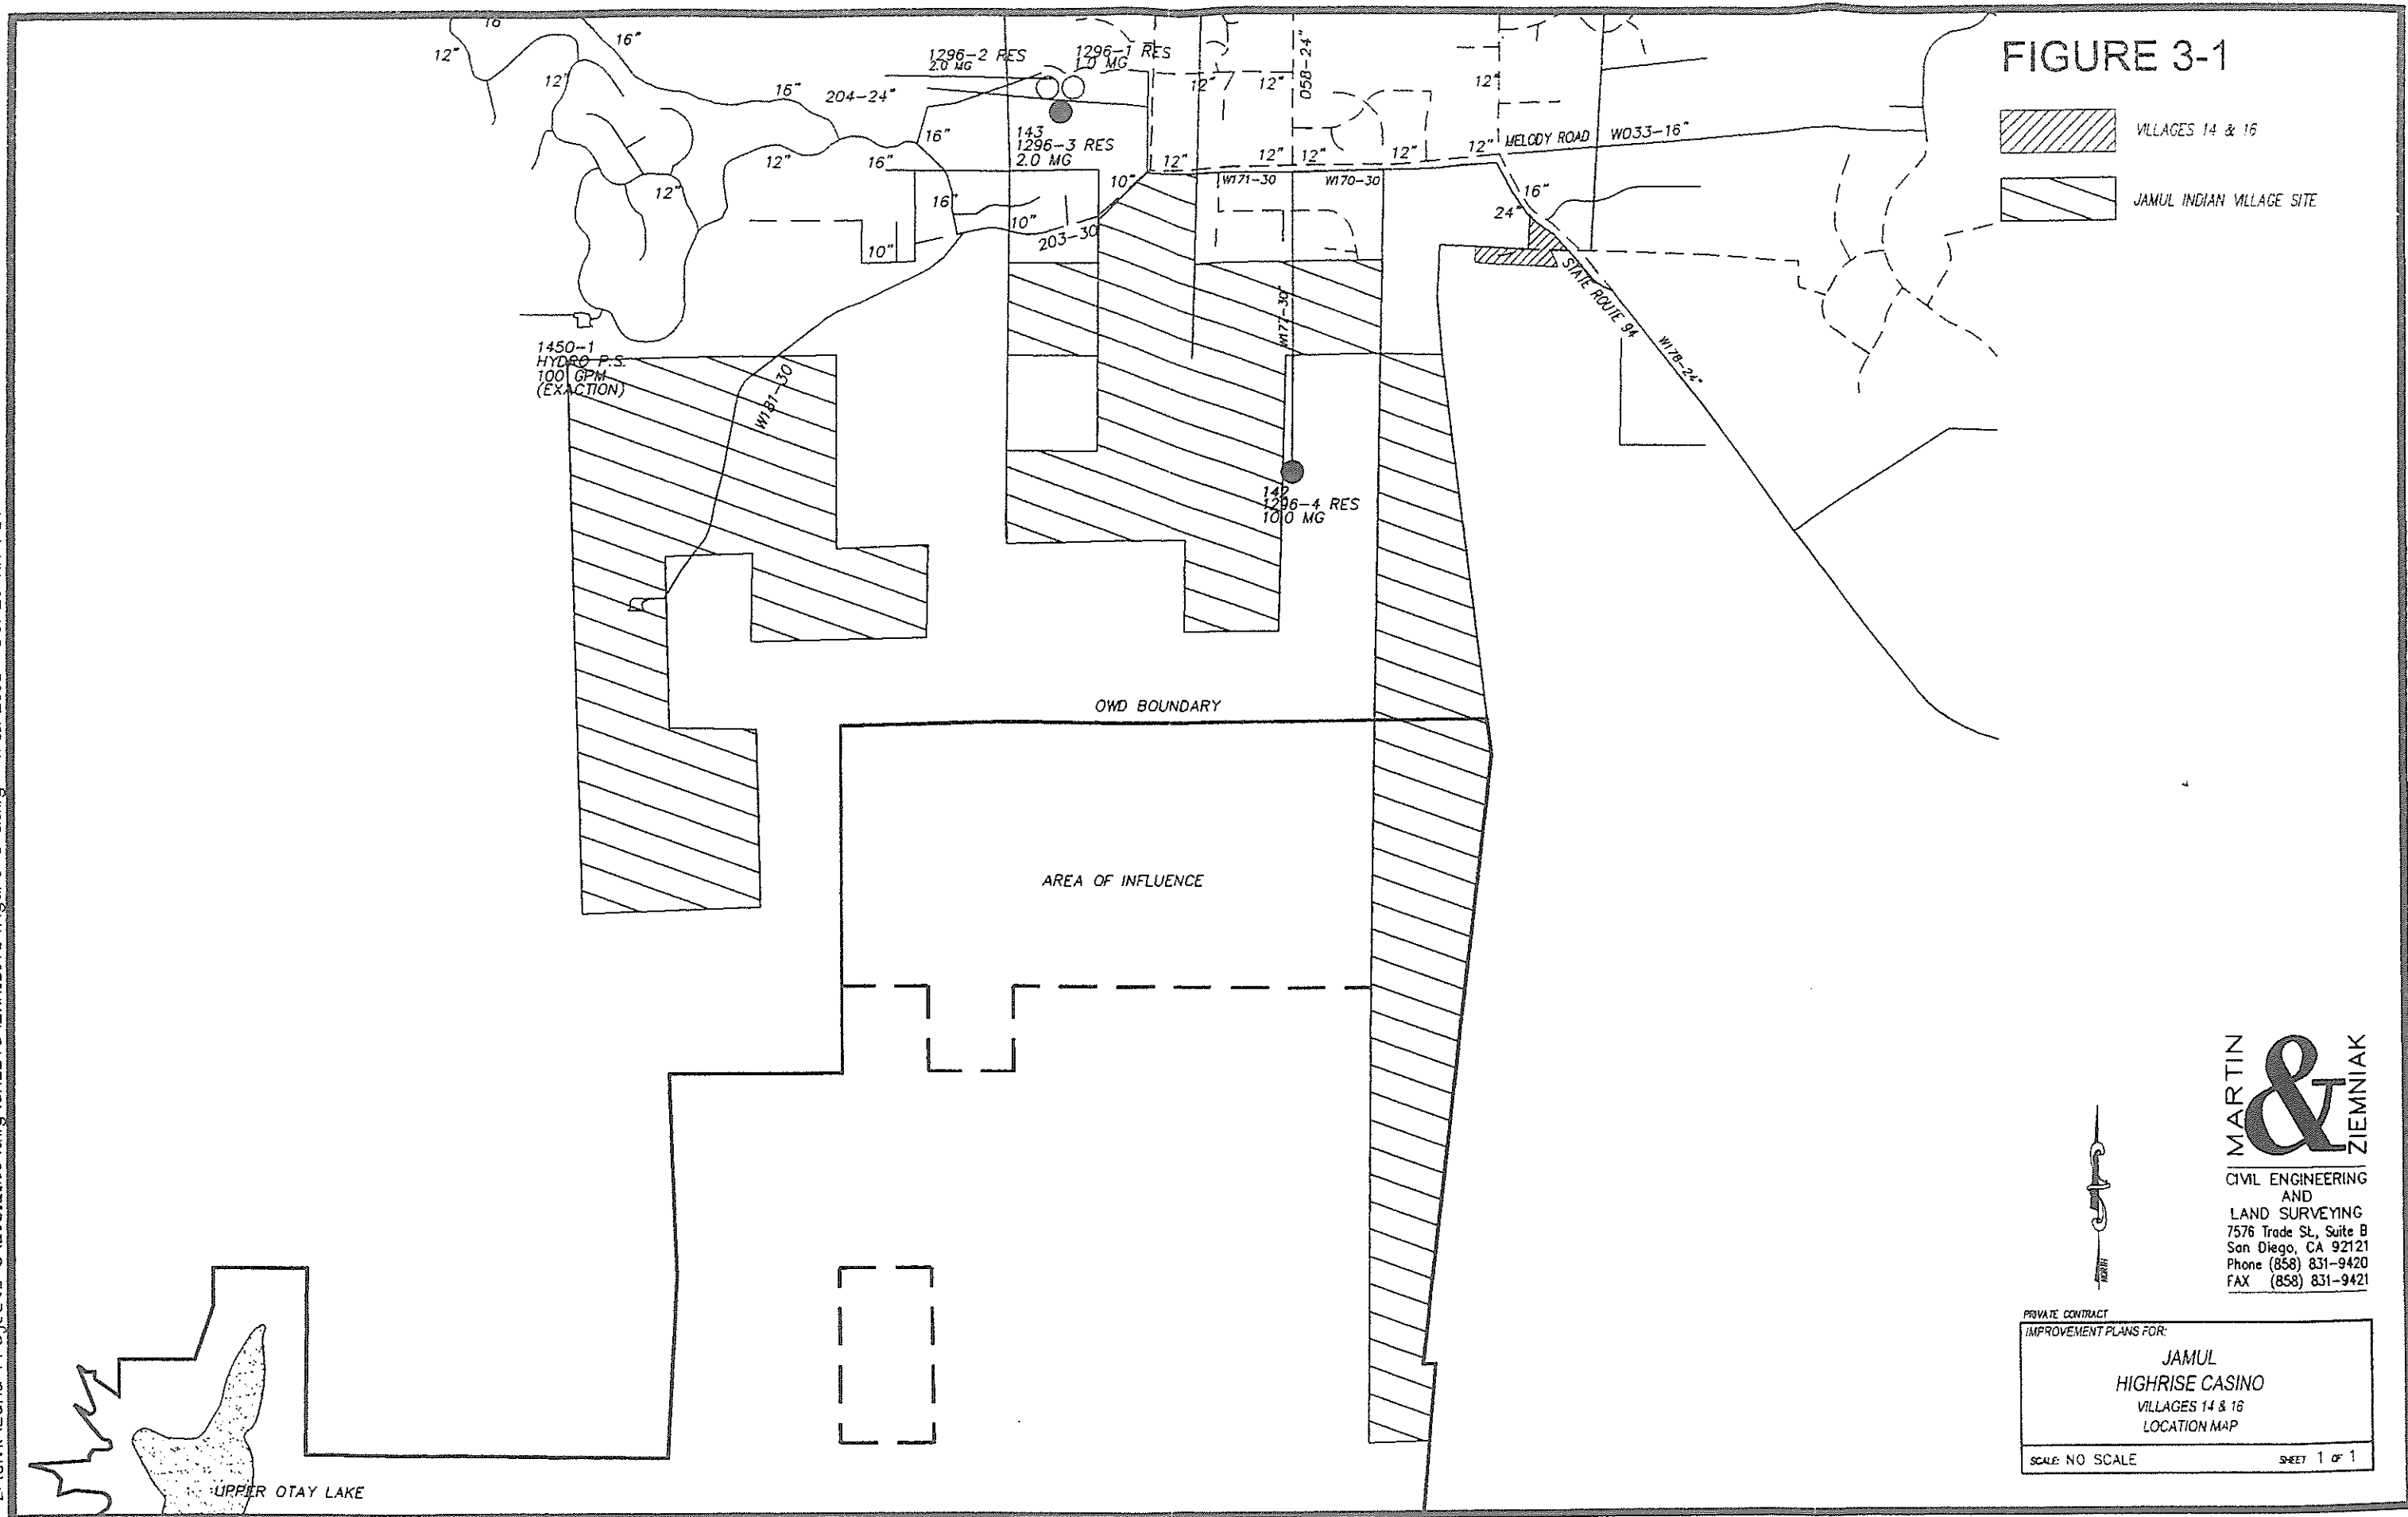 FIGURE 3-1
VILLAGES 14 & 16
JAMUL INDIAN VILLAGE SITE
16"
12"
16"
12"
16"
204-24"
1296-2 RES
2.0 MG
1296-1 RES
1.0 MG
143
1296-3 RES
2.0 MG
16"
12"
16"
12"
16"
10"
10"
203-30
10"
12"
12"
058-24"
12"
12"
12"
12"
12"
12"
MELODY ROAD
W033-16"
W171-30
W170-30
16"
24"
STATE ROUTE 94
W178-24"
W177-30"
1450-1
HYDRO P.S.
100 GPM
(EXACTION)
W181-30
142
1296-4 RES
10.0 MG
OWD BOUNDARY
AREA OF INFLUENCE
UPPER OTAY LAKE
NORTH
MARTIN
&
ZIEMNIAK
CIVIL ENGINEERING
AND
LAND SURVEYING
7576 Trade St., Suite B
San Diego, CA 92121
Phone (858) 831-9420
FAX (858) 831-9421
PRIVATE CONTRACT
IMPROVEMENT PLANS FOR:
JAMUL
HIGHRISE CASINO
VILLAGES 14 & 16
LOCATION MAP
SCALE: NO SCALE
SHEET 1 OF 1